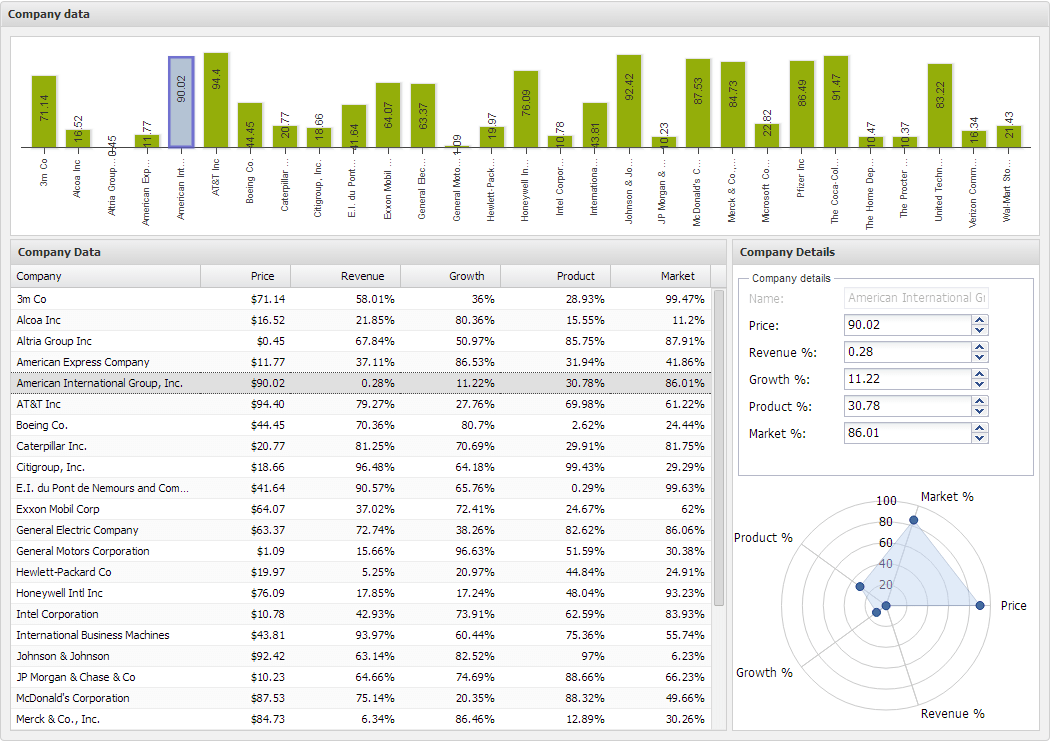 Company data
71.14 16.52 0.45 11.77 90.02 94.4 44.45 20.77 18.66 41.64 64.07 63.37 1.09 19.97 76.09 10.78 43.81 92.42 10.23 87.53 84.73 22.82 86.49 91.47 10.47 10.37 83.22 16.34 21.43
3m Co
Alcoa Inc
Altria Group...
American Exp...
American Int...
AT&T Inc
Boeing Co.
Caterpillar ...
Citigroup, Inc.
E.I. du Pont...
Exxon Mobil ...
General Elec...
General Moto...
Hewlett-Pack...
Honeywell In...
Intel Corpor...
Internationa...
Johnson & Jo...
JP Morgan & ...
McDonald's C...
Merck & Co....
Microsoft Co...
Pfizer Inc
The Coca-Col...
The Home Dep...
The Procter ...
United Techn...
Verizon Comm...
Wal-Mart Sto...
Company Data
Company Price Revenue Growth Product Market
3m Co $71.14 58.01% 36% 28.93% 99.47%
Alcoa Inc $16.52 21.85% 80.36% 15.55% 11.2%
Altria Group Inc $0.45 67.84% 50.97% 85.75% 87.91%
American Express Company $11.77 37.11% 86.53% 31.94% 41.86%
American International Group, Inc. $90.02 0.28% 11.22% 30.78% 86.01%
AT&T Inc $94.40 79.27% 27.76% 69.98% 61.22%
Boeing Co. $44.45 70.36% 80.7% 2.62% 24.44%
Caterpillar Inc. $20.77 81.25% 70.69% 29.91% 81.75%
Citigroup, Inc. $18.66 96.48% 64.18% 99.43% 29.29%
E.I. du Pont de Nemours and Com... $41.64 90.57% 65.76% 0.29% 99.63%
Exxon Mobil Corp $64.07 37.02% 72.41% 24.67% 62%
General Electric Company $63.37 72.74% 38.26% 82.62% 86.06%
General Motors Corporation $1.09 15.66% 96.63% 51.59% 30.38%
Hewlett-Packard Co $19.97 5.25% 20.97% 44.84% 24.91%
Honeywell Intl Inc $76.09 17.85% 17.24% 48.04% 93.23%
Intel Corporation $10.78 42.93% 73.91% 62.59% 83.93%
International Business Machines $43.81 93.97% 60.44% 75.36% 55.74%
Johnson & Johnson $92.42 63.14% 82.52% 97% 6.23%
JP Morgan & Chase & Co $10.23 64.66% 74.69% 88.66% 66.23%
McDonald's Corporation $87.53 75.14% 20.35% 88.32% 49.66%
Merck & Co., Inc. $84.73 6.34% 86.46% 12.89% 30.26%
Company Details
Company details
Name: American International Gr
Price: 90.02
Revenue %: 0.28
Growth %: 11.22
Product %: 30.78
Market %: 86.01
100
80
60
40
20
Market %
Product %
Price
Growth %
Revenue %